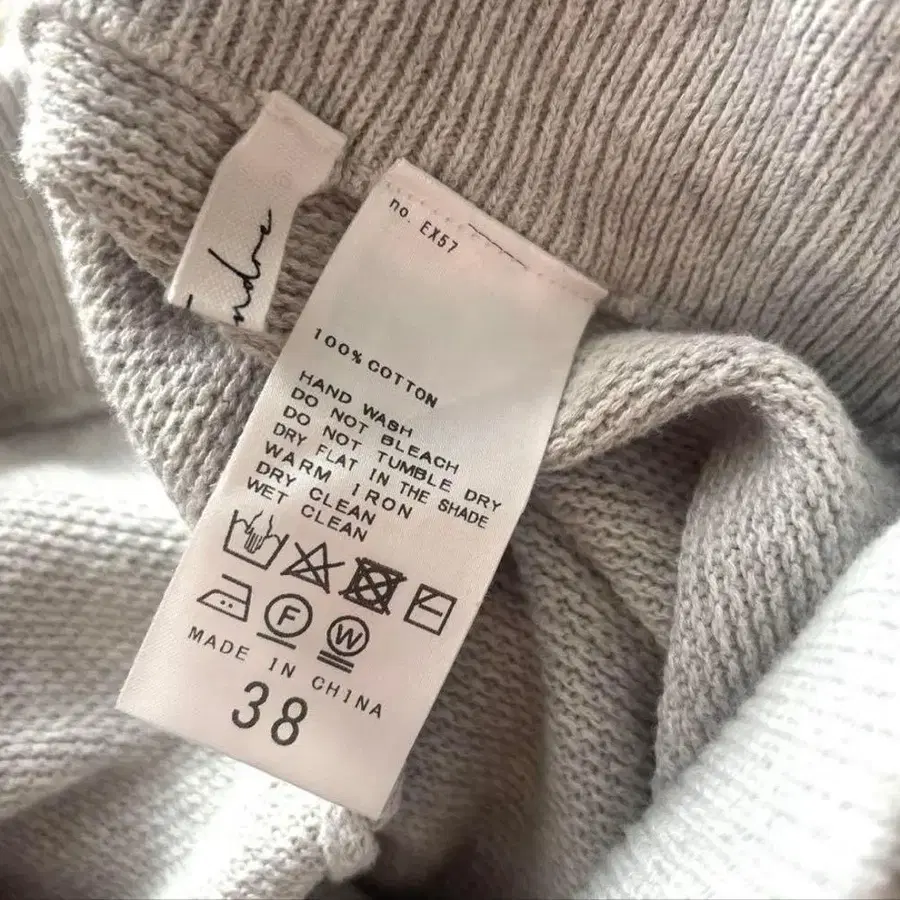 no. EX57
100% COTTON
HAND WASH
DO NOT BLEACH
DO NOT TUMBLE DRY
DRY FLAT IN THE SHADE
WARM IRON
DRY CLEAN
WET CLEAN
F
W
MADE IN CHINA
38